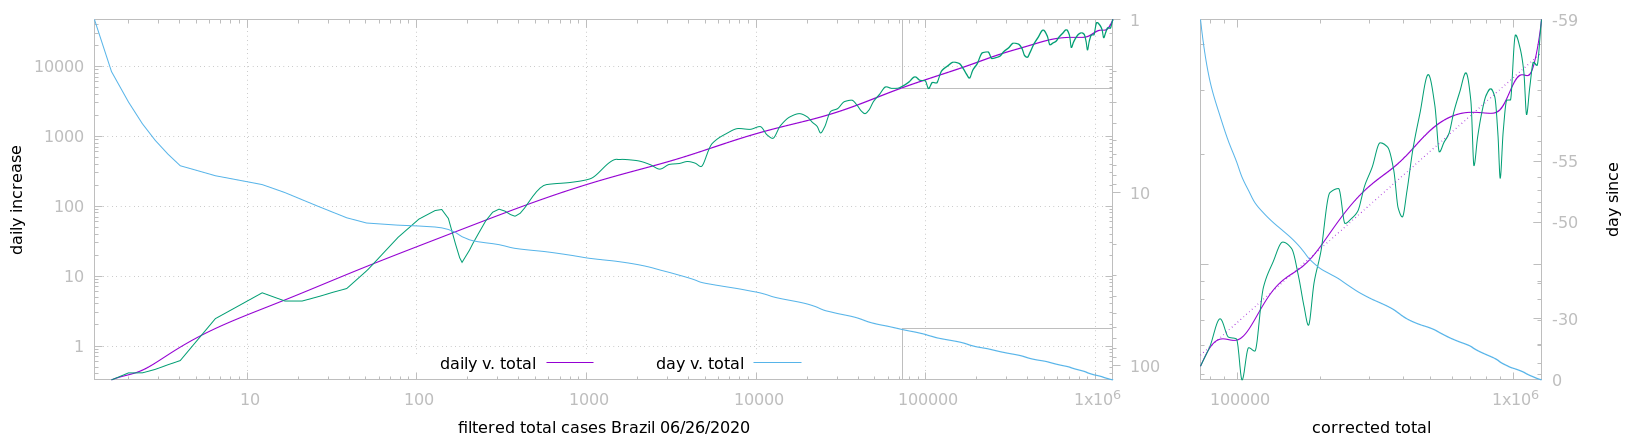 daily increase
10000
1000
100
10
1
10
100
1000
10000
100000
1x10⁶
1
10
100
daily v. total
day v. total
filtered total cases Brazil 06/26/2020
-59
-55
-50
-30
0
day since
100000
1x10⁶
corrected total